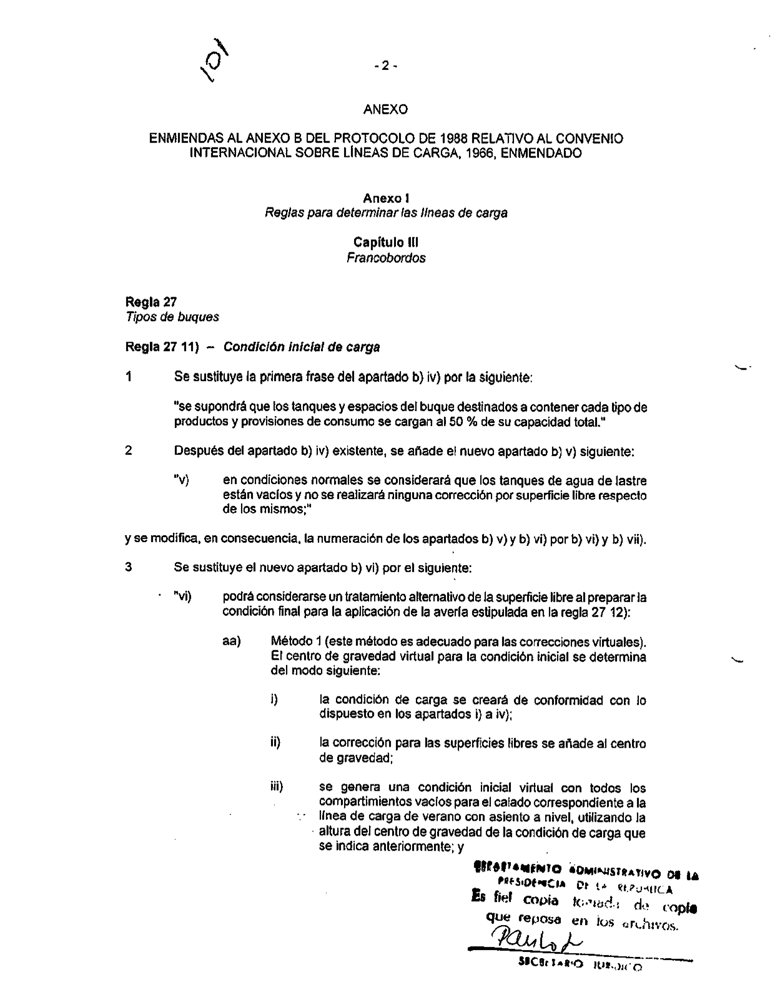 101
- 2 -
ANEXO
ENMIENDAS AL ANEXO B DEL PROTOCOLO DE 1988 RELATIVO AL CONVENIO
INTERNACIONAL SOBRE LÍNEAS DE CARGA, 1966, ENMENDADO
Anexo I
Reglas para determinar las líneas de carga
Capítulo III
Francobordos
Regla 27
Tipos de buques
Regla 27 11) – Condición inicial de carga
1 Se sustituye la primera frase del apartado b) iv) por la siguiente:
"se supondrá que los tanques y espacios del buque destinados a contener cada tipo de
productos y provisiones de consumo se cargan al 50 % de su capacidad total."
2 Después del apartado b) iv) existente, se añade el nuevo apartado b) v) siguiente:
"v) en condiciones normales se considerará que los tanques de agua de lastre
están vacíos y no se realizará ninguna corrección por superficie libre respecto
de los mismos;"
y se modifica, en consecuencia, la numeración de los apartados b) v) y b) vi) por b) vi) y b) vii).
3 Se sustituye el nuevo apartado b) vi) por el siguiente:
"vi) podrá considerarse un tratamiento alternativo de la superficie libre al preparar la
condición final para la aplicación de la avería estipulada en la regla 27 12):
aa) Método 1 (este método es adecuado para las correcciones virtuales).
El centro de gravedad virtual para la condición inicial se determina
del modo siguiente:
i) la condición de carga se creará de conformidad con lo
dispuesto en los apartados i) a iv);
ii) la corrección para las superficies libres se añade al centro
de gravedad;
iii) se genera una condición inicial virtual con todos los
compartimientos vacíos para el calado correspondiente a la
línea de carga de verano con asiento a nivel, utilizando la
altura del centro de gravedad de la condición de carga que
se indica anteriormente; y
DEPARTAMENTO ADMINISTRATIVO DE LA
PRESIDENCIA DE LA REPUBLICA
Es fiel copia tomada de copia
que reposa en los archivos.
SECRETARIO JURIDICO